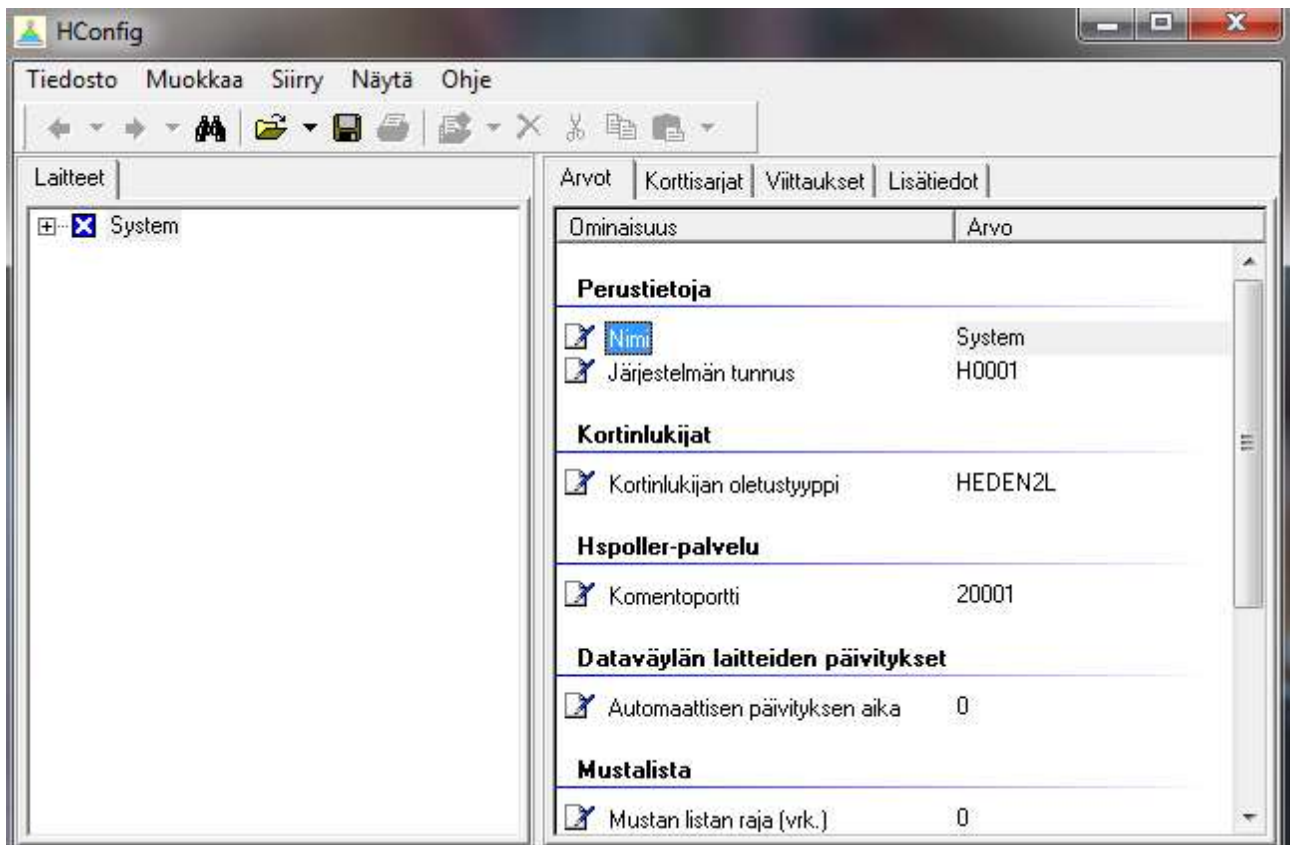 HConfig
Tiedosto Muokkaa Siirry Näytä Ohje
Laitteet
System
Arvot Korttisarjat Viittaukset Lisätiedot
Ominaisuus Arvo
Perustietoja
Nimi System
Järjestelmän tunnus H0001
Kortinlukijat
Kortinlukijan oletustyyppi HEDEN2L
Hspoller-palvelu
Komentoportti 20001
Dataväylän laitteiden päivitykset
Automaattisen päivityksen aika 0
Mustalista
Mustan listan raja (vrk.) 0